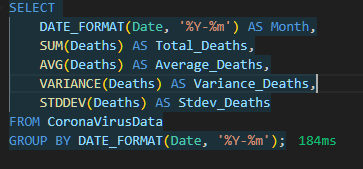 SELECT
    DATE_FORMAT(Date, '%Y-%m') AS Month,
    SUM(Deaths) AS Total_Deaths,
    AVG(Deaths) AS Average_Deaths,
    VARIANCE(Deaths) AS Variance_Deaths,
    STDDEV(Deaths) AS Stdev_Deaths
FROM CoronaVirusData
GROUP BY DATE_FORMAT(Date, '%Y-%m'); 184ms